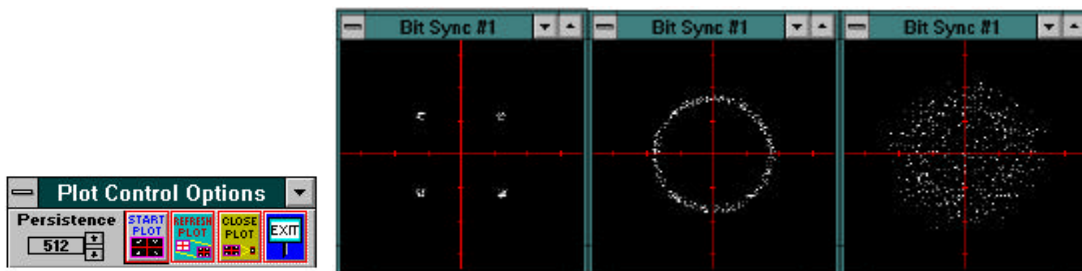 Bit Sync #1
Bit Sync #1
Bit Sync #1
Plot Control Options
Persistence
512
START
PLOT
REFRESH
PLOT
CLOSE
PLOT
EXIT